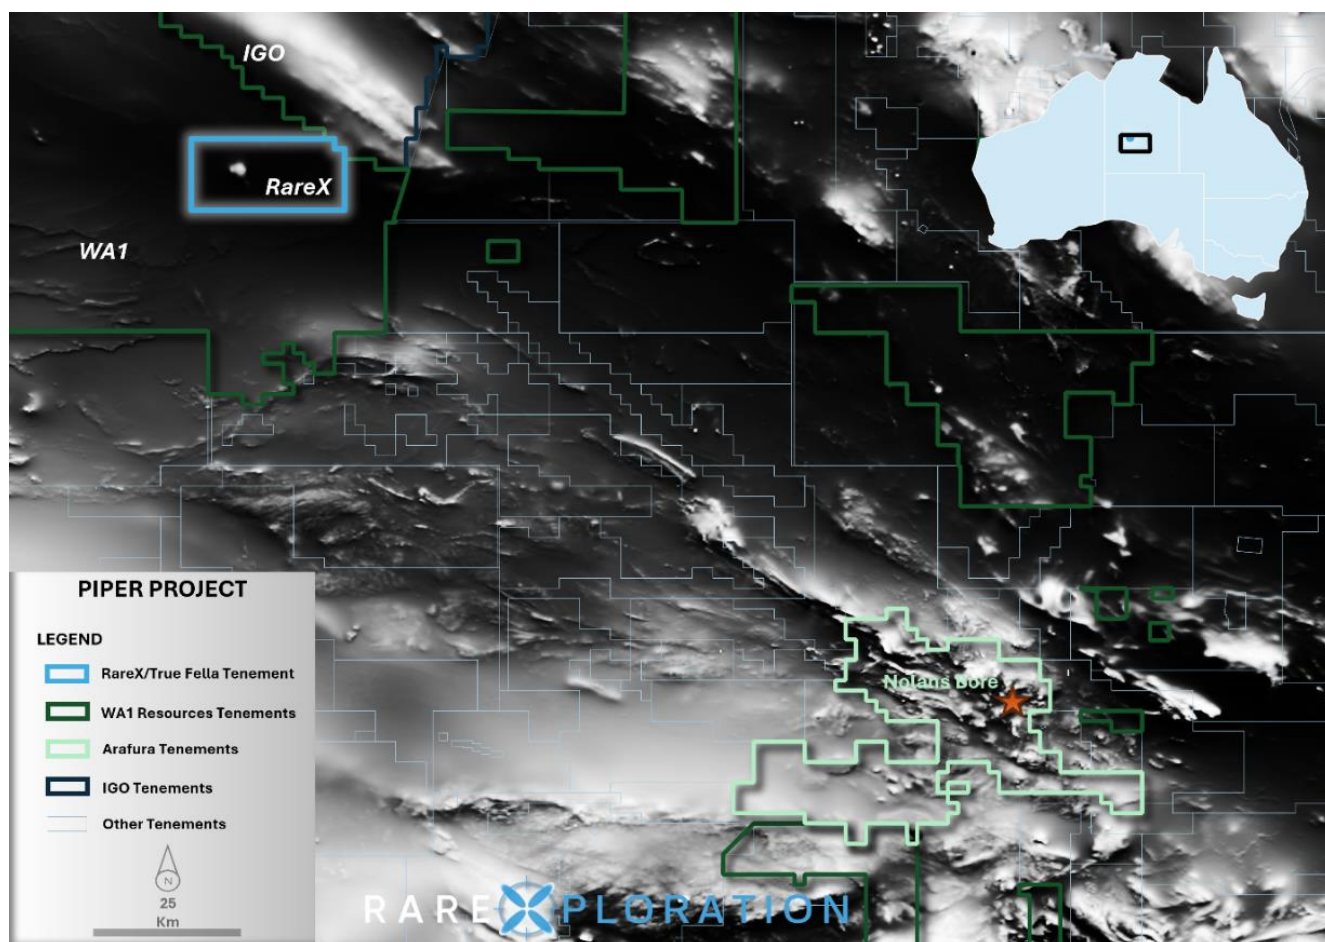 IGO
RareX
WA1
Nolans Bore
PIPER PROJECT
LEGEND
RareX/True Fella Tenement
WA1 Resources Tenements
Arafura Tenements
IGO Tenements
Other Tenements
N
25
Km
RAREXPLORATION